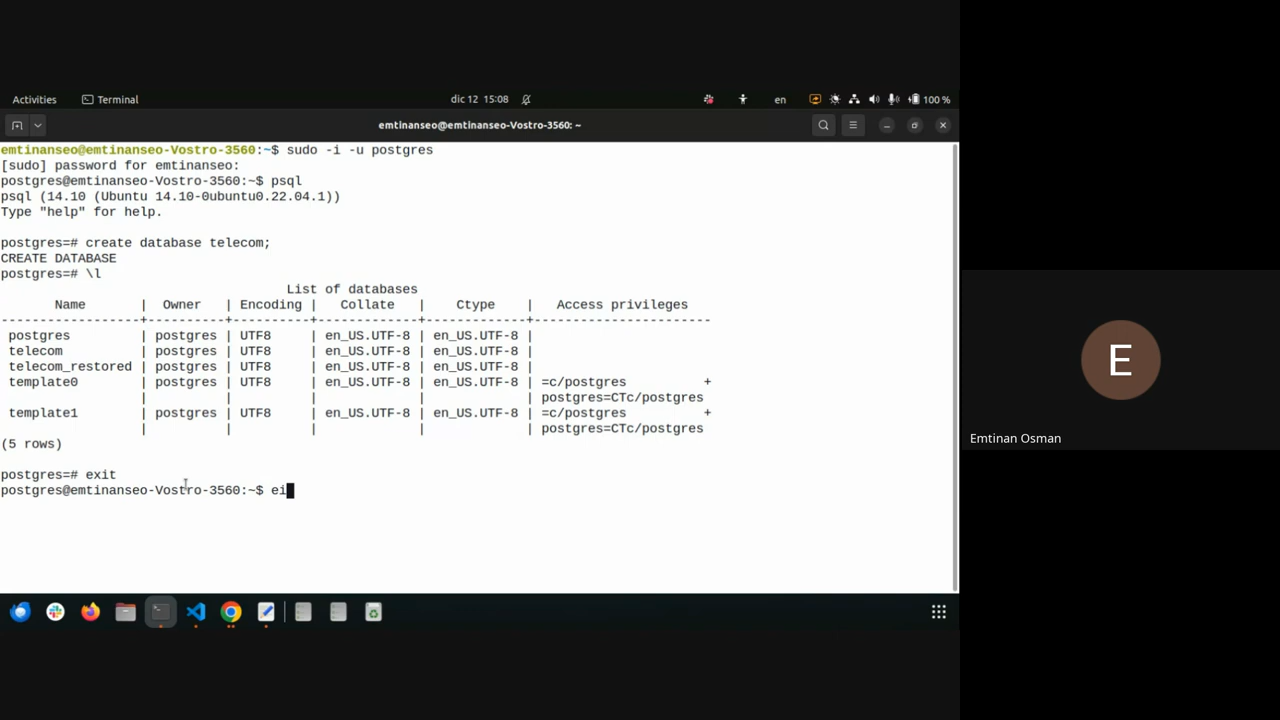 Activities Terminal dic 12 15:08 en 100 %
emtinanseo@emtinanseo-Vostro-3560: ~
emtinanseo@emtinanseo-Vostro-3560:~$ sudo -i -u postgres
[sudo] password for emtinanseo:
postgres@emtinanseo-Vostro-3560:~$ psql
psql (14.10 (Ubuntu 14.10-0ubuntu0.22.04.1))
Type "help" for help.
postgres=# create database telecom;
CREATE DATABASE
postgres=# \l
List of databases
Name | Owner | Encoding | Collate | Ctype | Access privileges
-----------------+----------+----------+-------------+-------------+-----------------------
postgres | postgres | UTF8 | en_US.UTF-8 | en_US.UTF-8 |
telecom | postgres | UTF8 | en_US.UTF-8 | en_US.UTF-8 |
telecom_restored | postgres | UTF8 | en_US.UTF-8 | en_US.UTF-8 |
template0 | postgres | UTF8 | en_US.UTF-8 | en_US.UTF-8 | =c/postgres +
| | | | | postgres=CTc/postgres
template1 | postgres | UTF8 | en_US.UTF-8 | en_US.UTF-8 | =c/postgres +
| | | | | postgres=CTc/postgres
(5 rows)
postgres=# exit
postgres@emtinanseo-Vostro-3560:~$ ei
E
Emtinan Osman